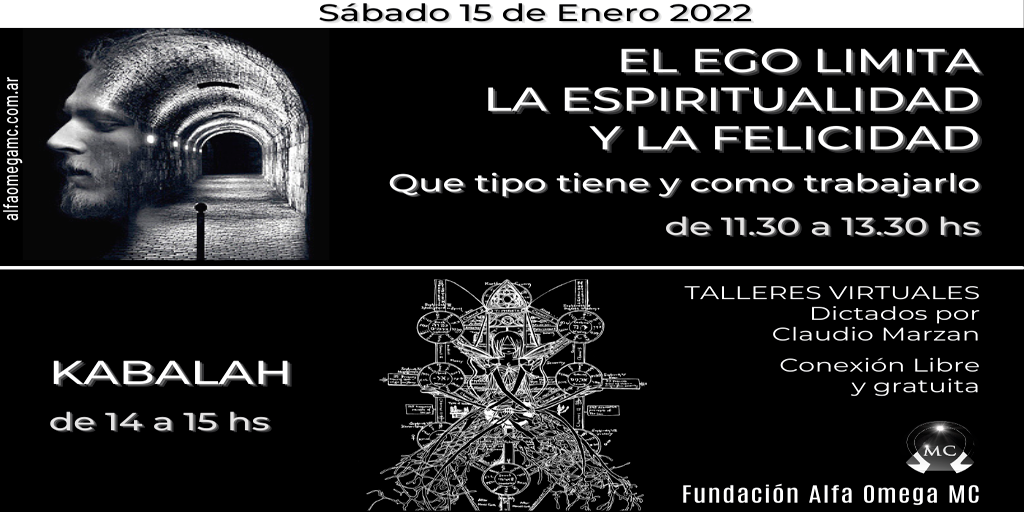 Sábado 15 de Enero 2022
alfaomegamc.com.ar
EL EGO LIMITA
LA ESPIRITUALIDAD
Y LA FELICIDAD
Que tipo tiene y como trabajarlo
de 11.30 a 13.30 hs
KABALAH
de 14 a 15 hs
TALLERES VIRTUALES
Dictados por
Claudio Marzan
Conexión Libre
y gratuita
MC
Fundación Alfa Omega MC